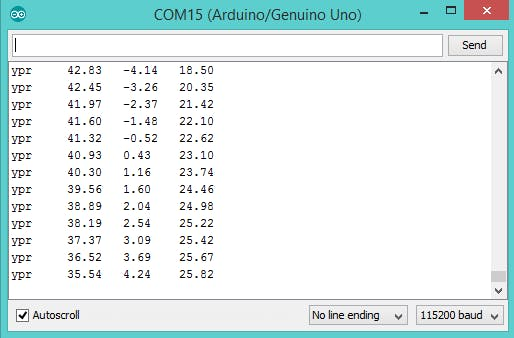 COM15 (Arduino/Genuino Uno)
Send
ypr 42.83 -4.14 18.50
ypr 42.45 -3.26 20.35
ypr 41.97 -2.37 21.42
ypr 41.60 -1.48 22.10
ypr 41.32 -0.52 22.62
ypr 40.93 0.43 23.10
ypr 40.30 1.16 23.74
ypr 39.56 1.60 24.46
ypr 38.89 2.04 24.98
ypr 38.19 2.54 25.22
ypr 37.37 3.09 25.42
ypr 36.52 3.69 25.67
ypr 35.54 4.24 25.82
Autoscroll No line ending 115200 baud